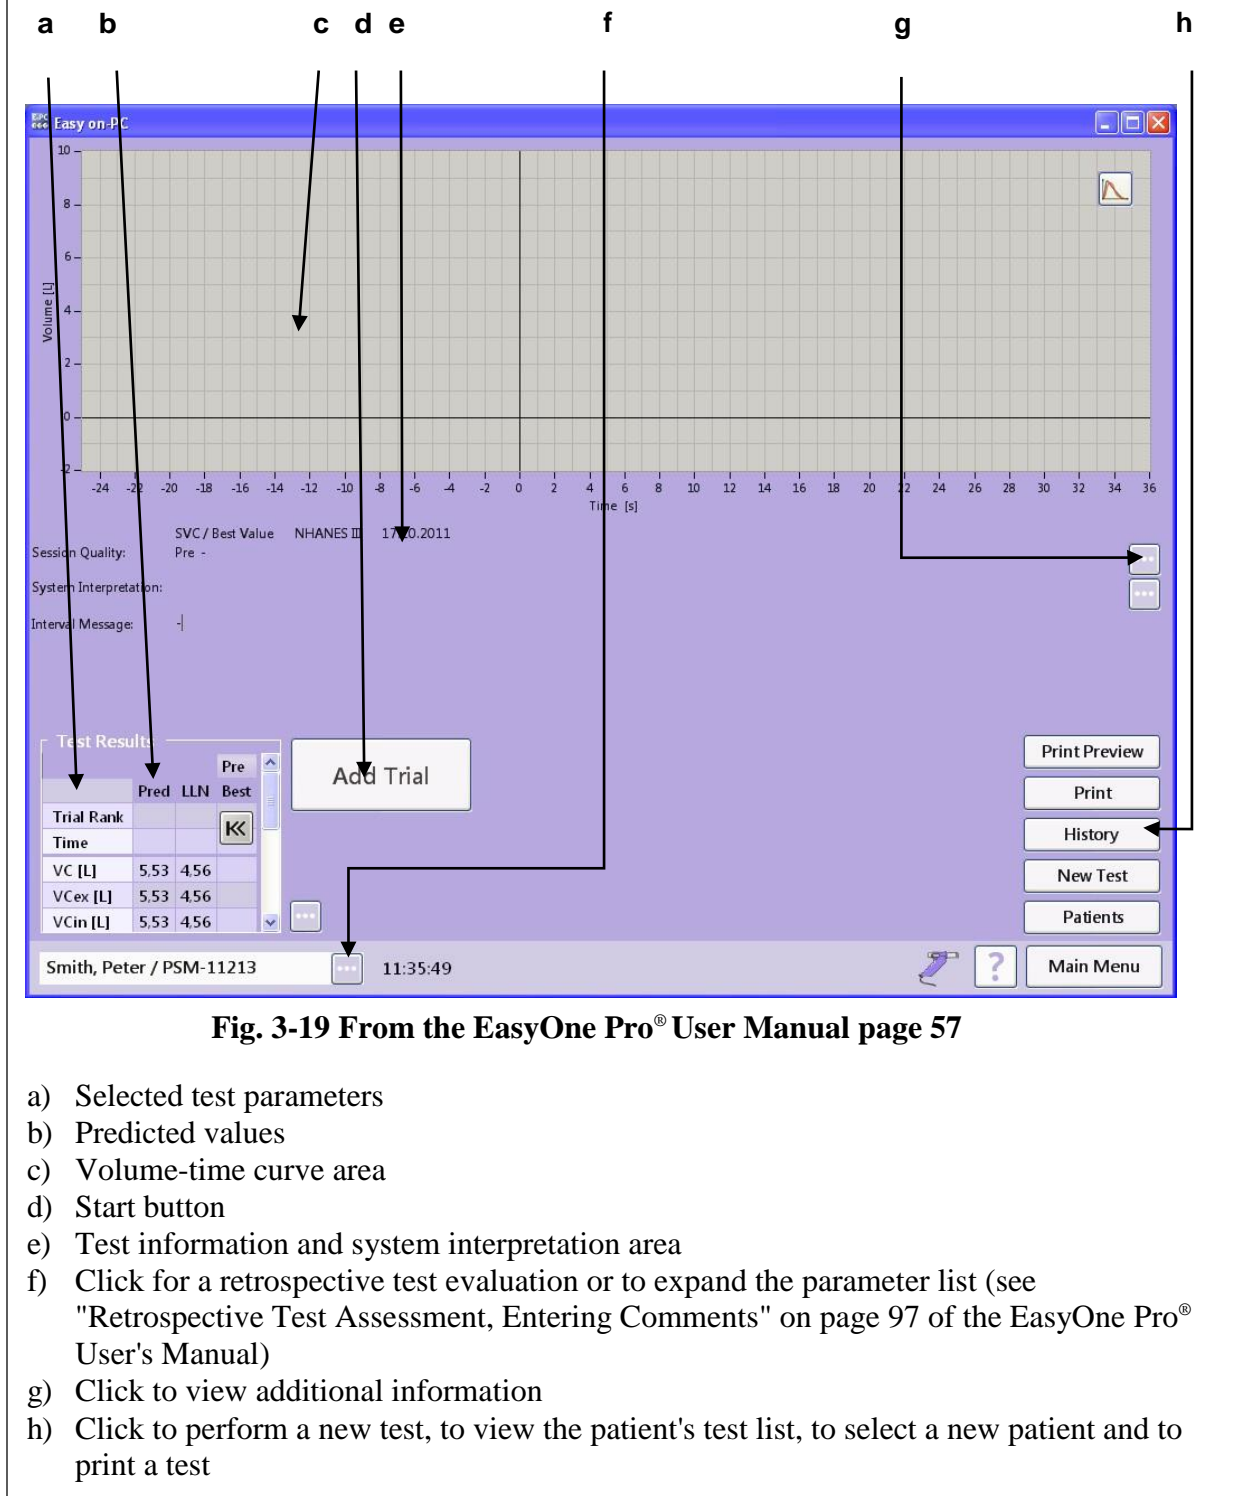 a b c d e f g h
Easy on-PC
10
8
6
4
2
0
-2
Volume [L]
-24 -22 -20 -18 -16 -14 -12 -10 -8 -6 -4 -2 0 2 4 6 8 10 12 14 16 18 20 22 24 26 28 30 32 34 36
Time [s]
SVC / Best Value NHANES III 17.10.2011
Session Quality: Pre -
System Interpretation:
Interval Message: -
Test Results
Pre
Pred LLN Best
Trial Rank
Time
VC [L] 5,53 4,56
VCex [L] 5,53 4,56
VCin [L] 5,53 4,56
Add Trial
Print Preview
Print
History
New Test
Patients
Smith, Peter / PSM-11213 ... 11:35:49 ? Main Menu
Fig. 3-19 From the EasyOne Pro® User Manual page 57
a) Selected test parameters
b) Predicted values
c) Volume-time curve area
d) Start button
e) Test information and system interpretation area
f) Click for a retrospective test evaluation or to expand the parameter list (see
"Retrospective Test Assessment, Entering Comments" on page 97 of the EasyOne Pro®
User's Manual)
g) Click to view additional information
h) Click to perform a new test, to view the patient's test list, to select a new patient and to
print a test